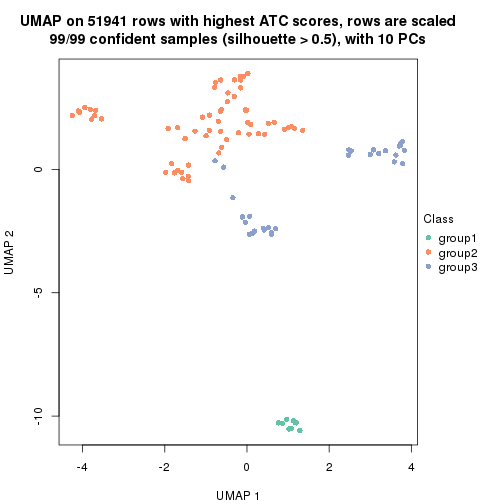 UMAP on 51941 rows with highest ATC scores, rows are scaled
99/99 confident samples (silhouette > 0.5), with 10 PCs
UMAP 2
0
-5
-10
-4
-2
0
2
4
UMAP 1
Class
group1
group2
group3